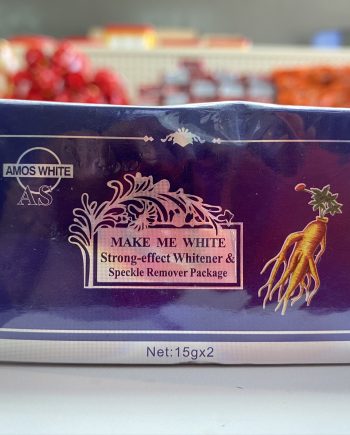 AMOS WHITE
AS
MAKE ME WHITE
Strong-effect Whitener &
Speckle Remover Package
Net:15gx2